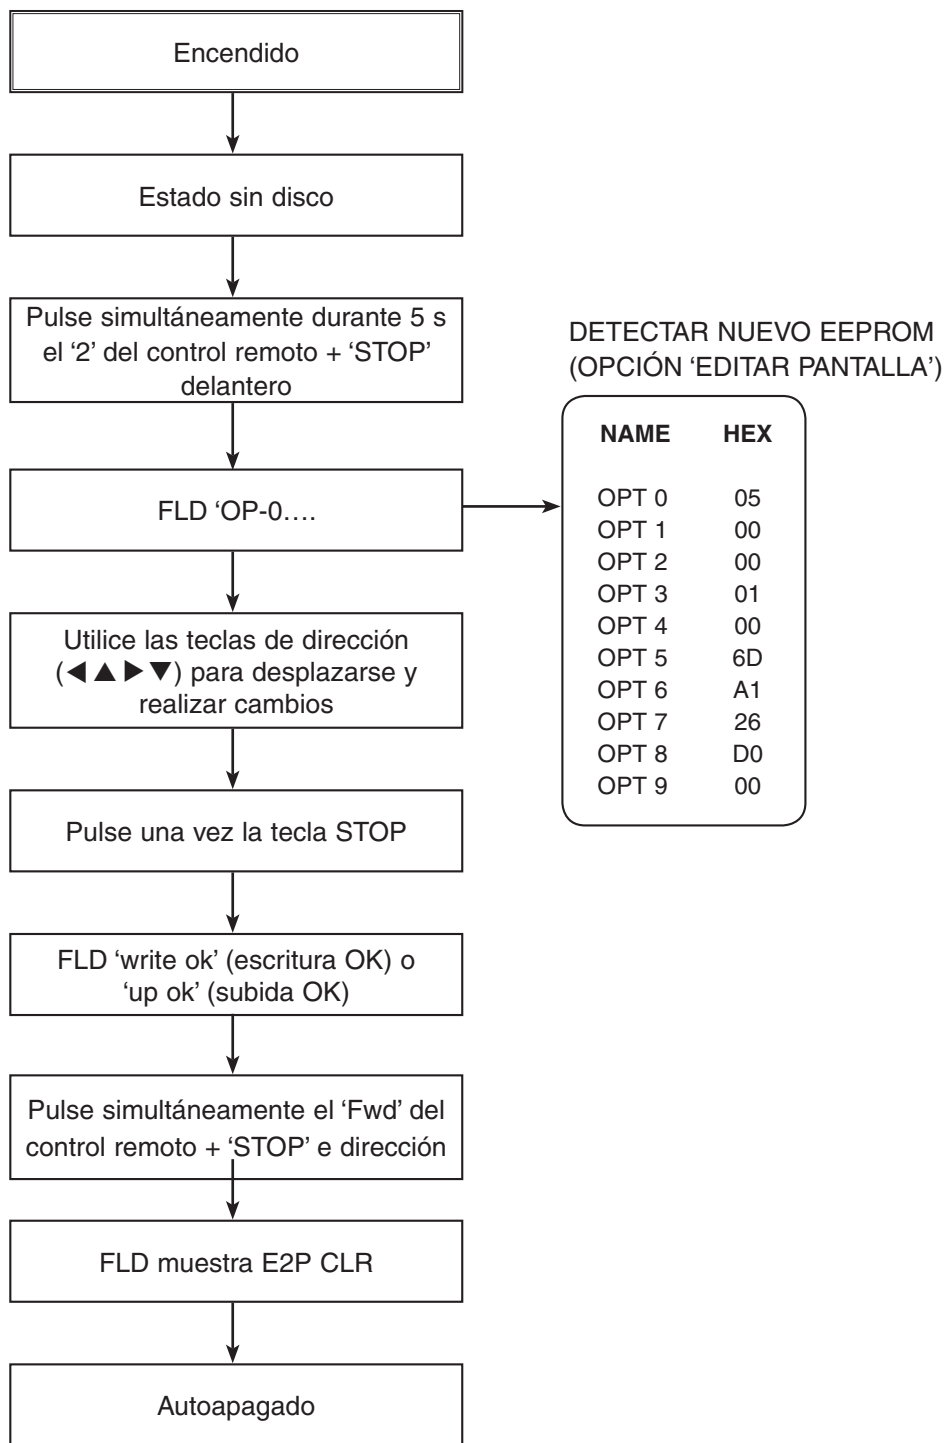 Encendido
Estado sin disco
Pulse simultáneamente durante 5 s
el ‘2’ del control remoto + ‘STOP’
delantero
FLD ‘OP-0....
Utilice las teclas de dirección
(◀ ▲ ▶ ▼) para desplazarse y
realizar cambios
Pulse una vez la tecla STOP
FLD ‘write ok’ (escritura OK) o
‘up ok’ (subida OK)
Pulse simultáneamente el ‘Fwd’ del
control remoto + ‘STOP’ e dirección
FLD muestra E2P CLR
Autoapagado
DETECTAR NUEVO EEPROM
(OPCIÓN ‘EDITAR PANTALLA’)
NAME HEX
OPT 0 05
OPT 1 00
OPT 2 00
OPT 3 01
OPT 4 00
OPT 5 6D
OPT 6 A1
OPT 7 26
OPT 8 D0
OPT 9 00